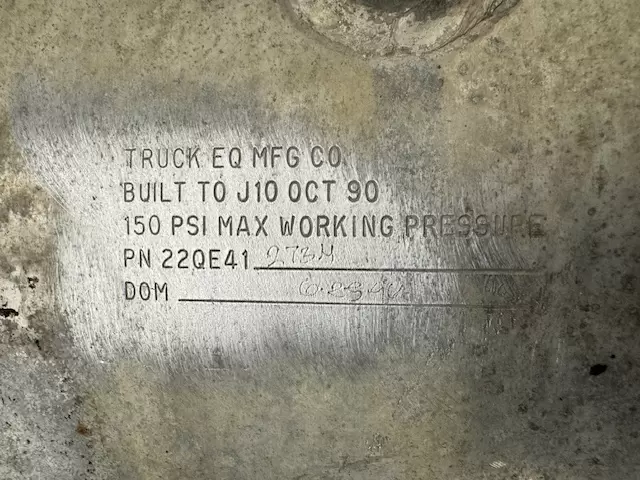 TRUCK EQ MFG CO
BUILT TO J10 OCT 90
150 PSI MAX WORKING PRESSURE
PN 22QE41
DOM